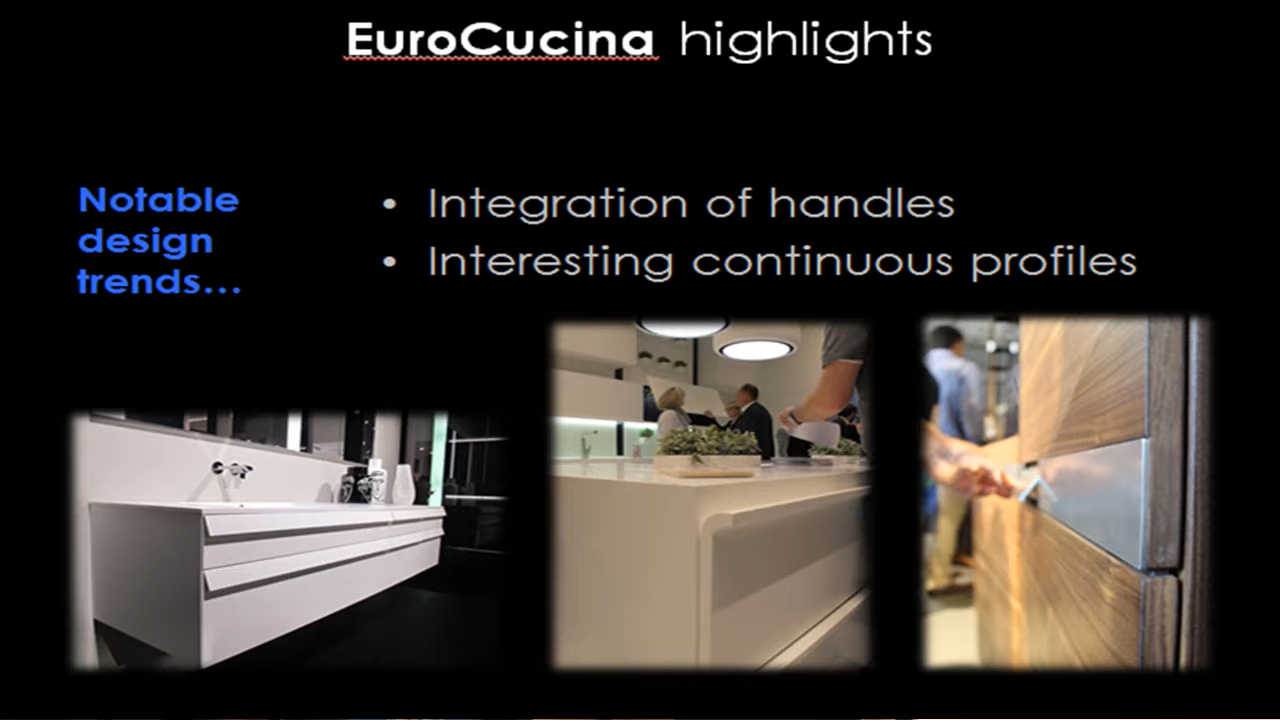 EuroCucina highlights
Notable
design
trends...
• Integration of handles
• Interesting continuous profiles